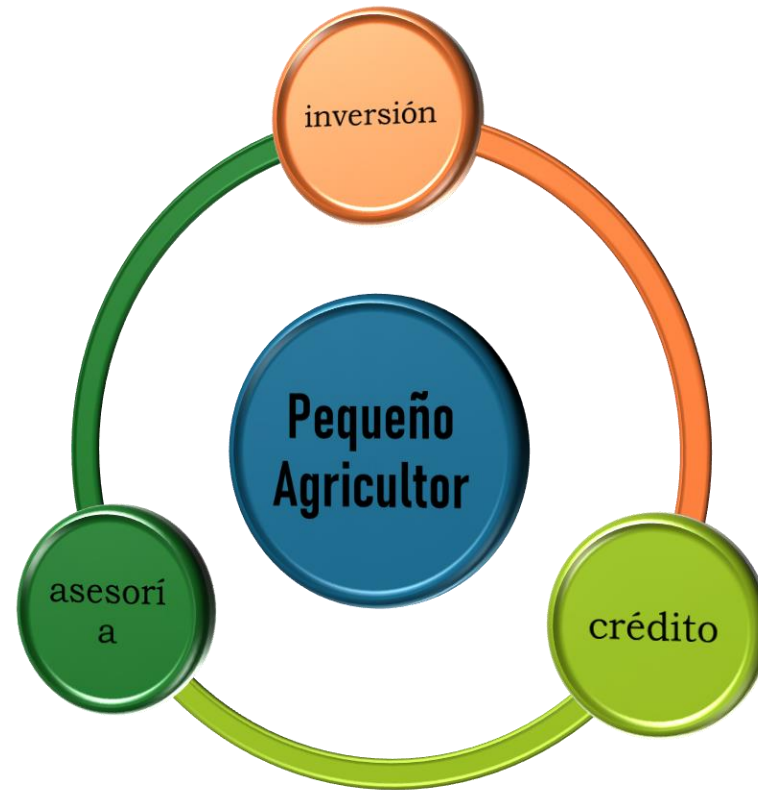 inversión
Pequeño
Agricultor
asesorí
a
crédito